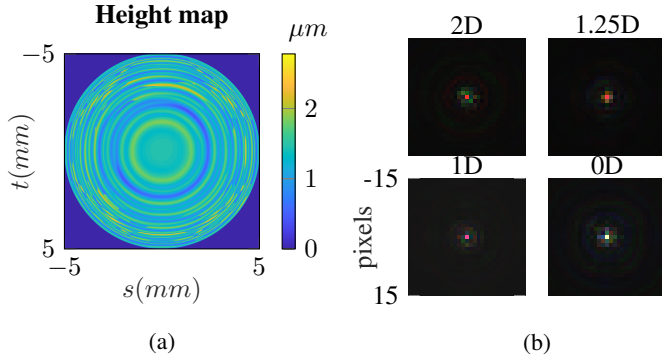 Height map
μm
−5
t(mm)
5
−5
s(mm)
5
2
1
0
(a)
2D
1.25D
1D
0D
-15
pixels
15
(b)